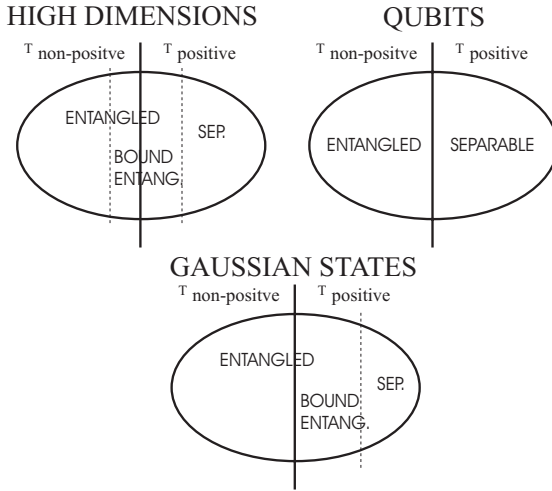 HIGH DIMENSIONS
T non-positve T positive
ENTANGLED
SEP.
BOUND
ENTANG.
QUBITS
T non-positve T positive
ENTANGLED SEPARABLE
GAUSSIAN STATES
T non-positve T positive
ENTANGLED
SEP.
BOUND
ENTANG.